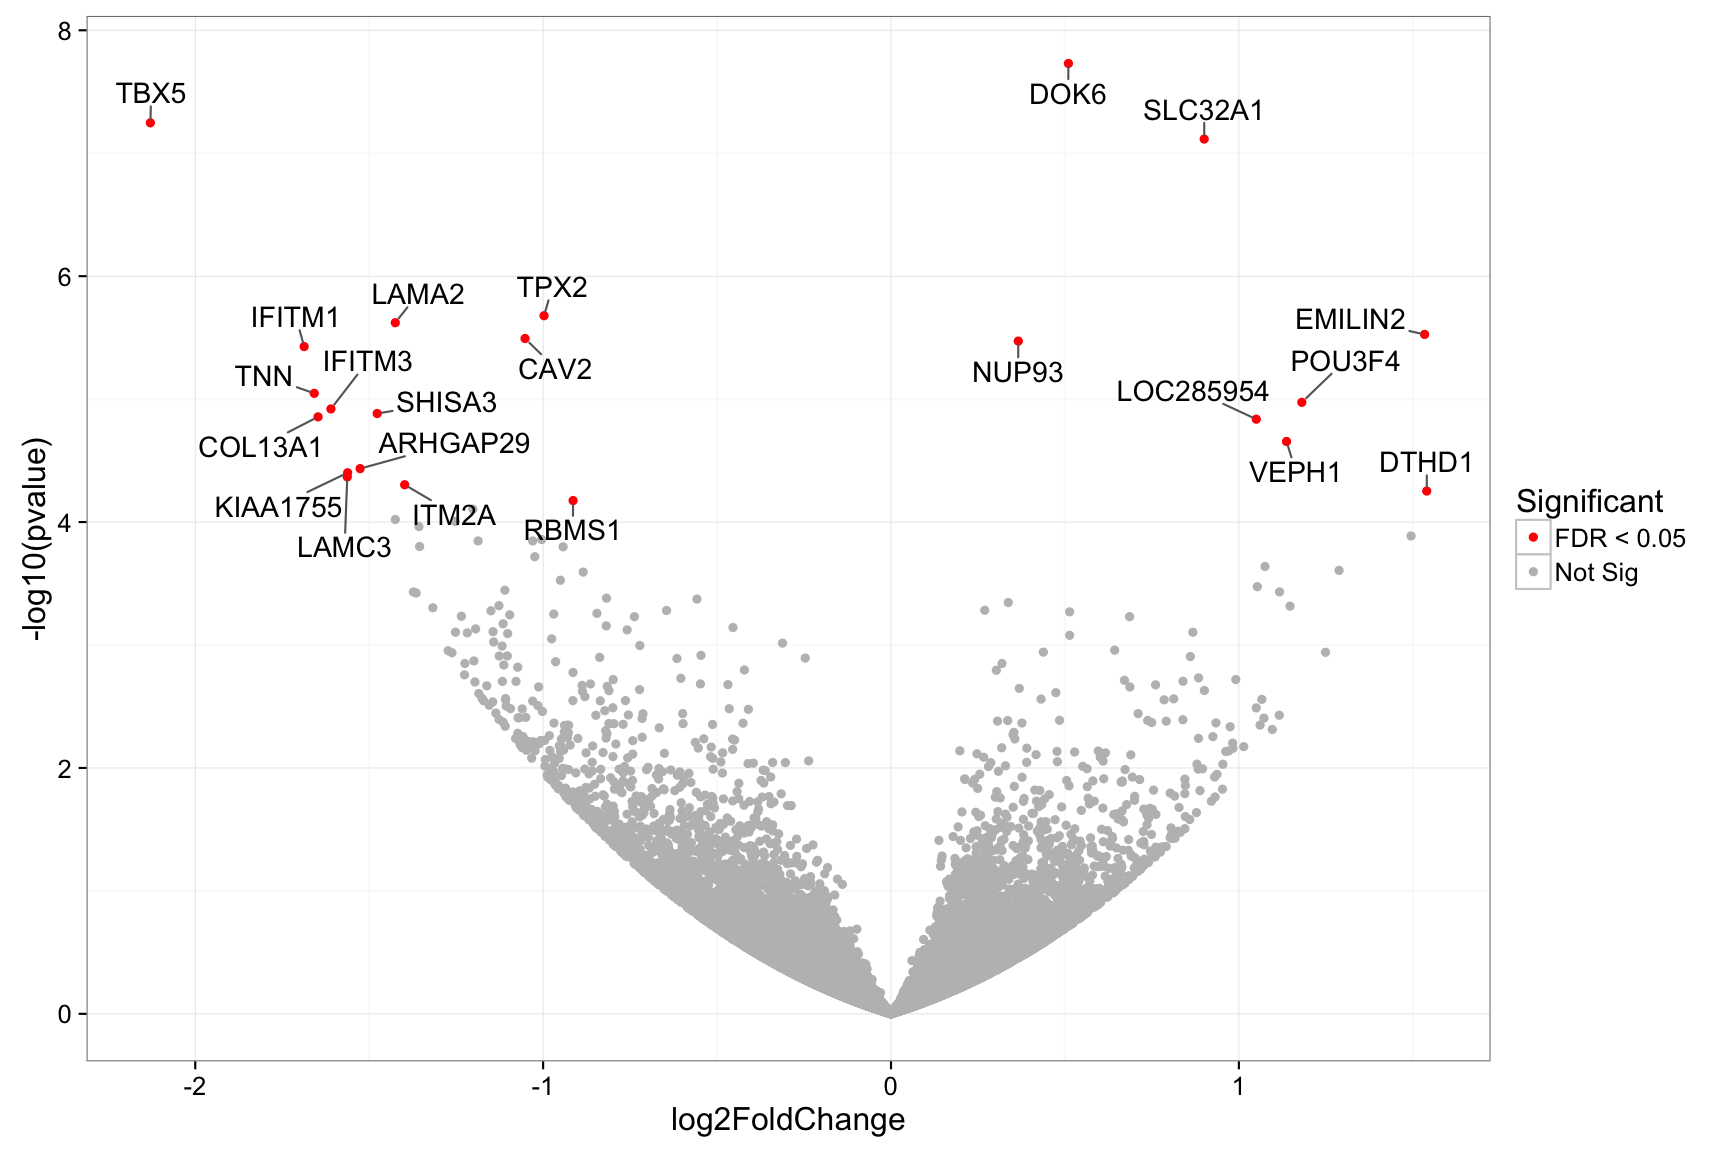 8
6
4
2
0
-log10(pvalue)
TBX5
DOK6
SLC32A1
TPX2
LAMA2
IFITM1
EMILIN2
IFITM3
POU3F4
CAV2
NUP93
TNN
LOC285954
SHISA3
ARHGAP29
COL13A1
DTHD1
VEPH1
KIAA1755
ITM2A
RBMS1
LAMC3
-2
-1
0
1
log2FoldChange
Significant
FDR < 0.05
Not Sig